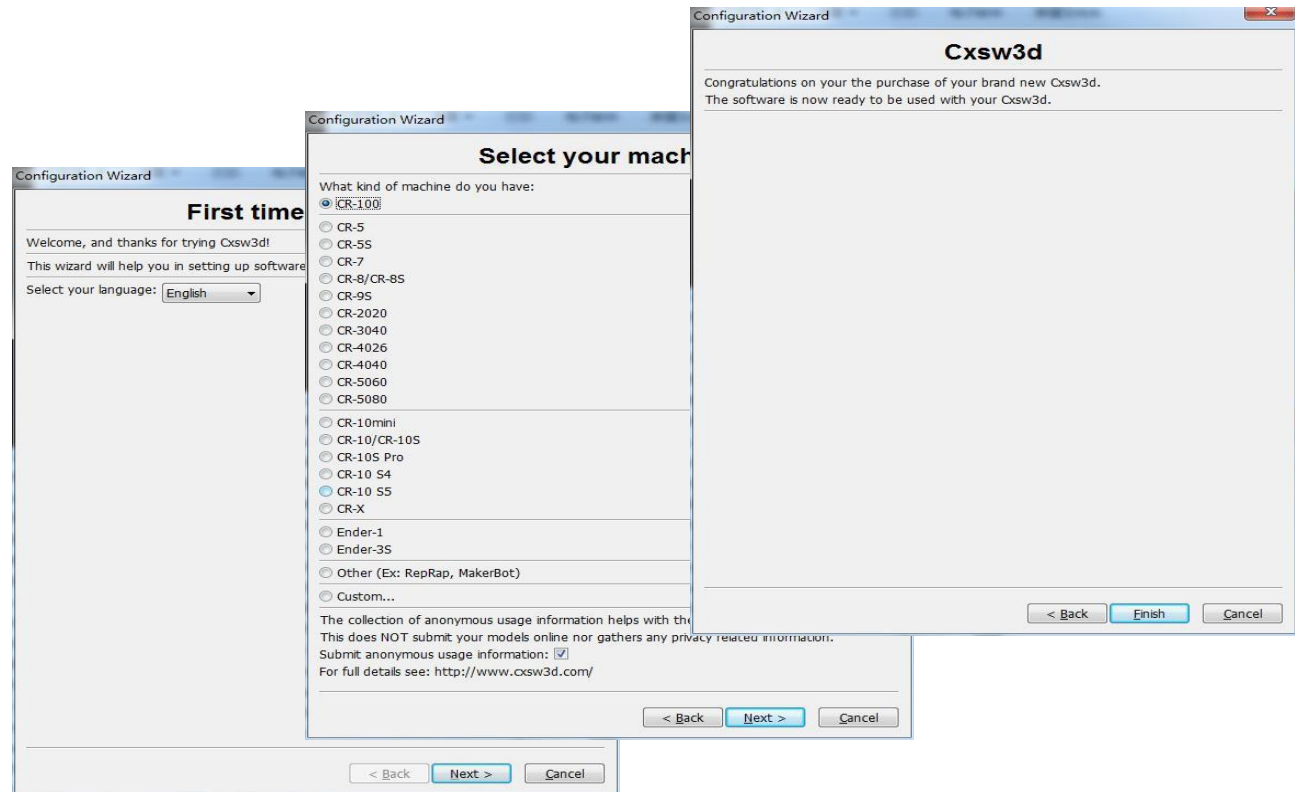 Configuration Wizard
First time
Welcome, and thanks for trying Cxsw3d!
This wizard will help you in setting up software
Select your language: English
< Back Next > Cancel
Configuration Wizard
Select your mach
What kind of machine do you have:
CR-100
CR-5
CR-5S
CR-7
CR-8/CR-8S
CR-9S
CR-2020
CR-3040
CR-4026
CR-4040
CR-5060
CR-5080
CR-10mini
CR-10/CR-10S
CR-10S Pro
CR-10 S4
CR-10 S5
CR-X
Ender-1
Ender-3S
Other (Ex: RepRap, MakerBot)
Custom...
The collection of anonymous usage information helps with the
This does NOT submit your models online nor gathers any privacy related information.
Submit anonymous usage information:
For full details see: http://www.cxsw3d.com/
< Back Next > Cancel
Configuration Wizard
Cxsw3d
Congratulations on your the purchase of your brand new Cxsw3d.
The software is now ready to be used with your Cxsw3d.
< Back Finish Cancel